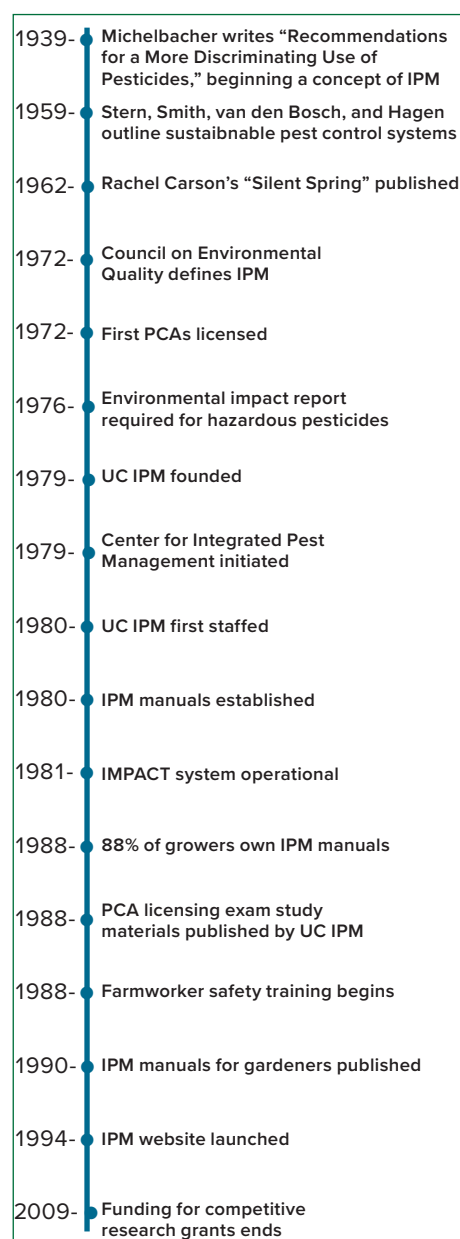 1939- Michelbacher writes “Recommendations
for a More Discriminating Use of
Pesticides,” beginning a concept of IPM
1959- Stern, Smith, van den Bosch, and Hagen
outline sustaibnable pest control systems
1962- Rachel Carson’s “Silent Spring” published
1972- Council on Environmental
Quality defines IPM
1972- First PCAs licensed
1976- Environmental impact report
required for hazardous pesticides
1979- UC IPM founded
1979- Center for Integrated Pest
Management initiated
1980- UC IPM first staffed
1980- IPM manuals established
1981- IMPACT system operational
1988- 88% of growers own IPM manuals
1988- PCA licensing exam study
materials published by UC IPM
1988- Farmworker safety training begins
1990- IPM manuals for gardeners published
1994- IPM website launched
2009- Funding for competitive
research grants ends